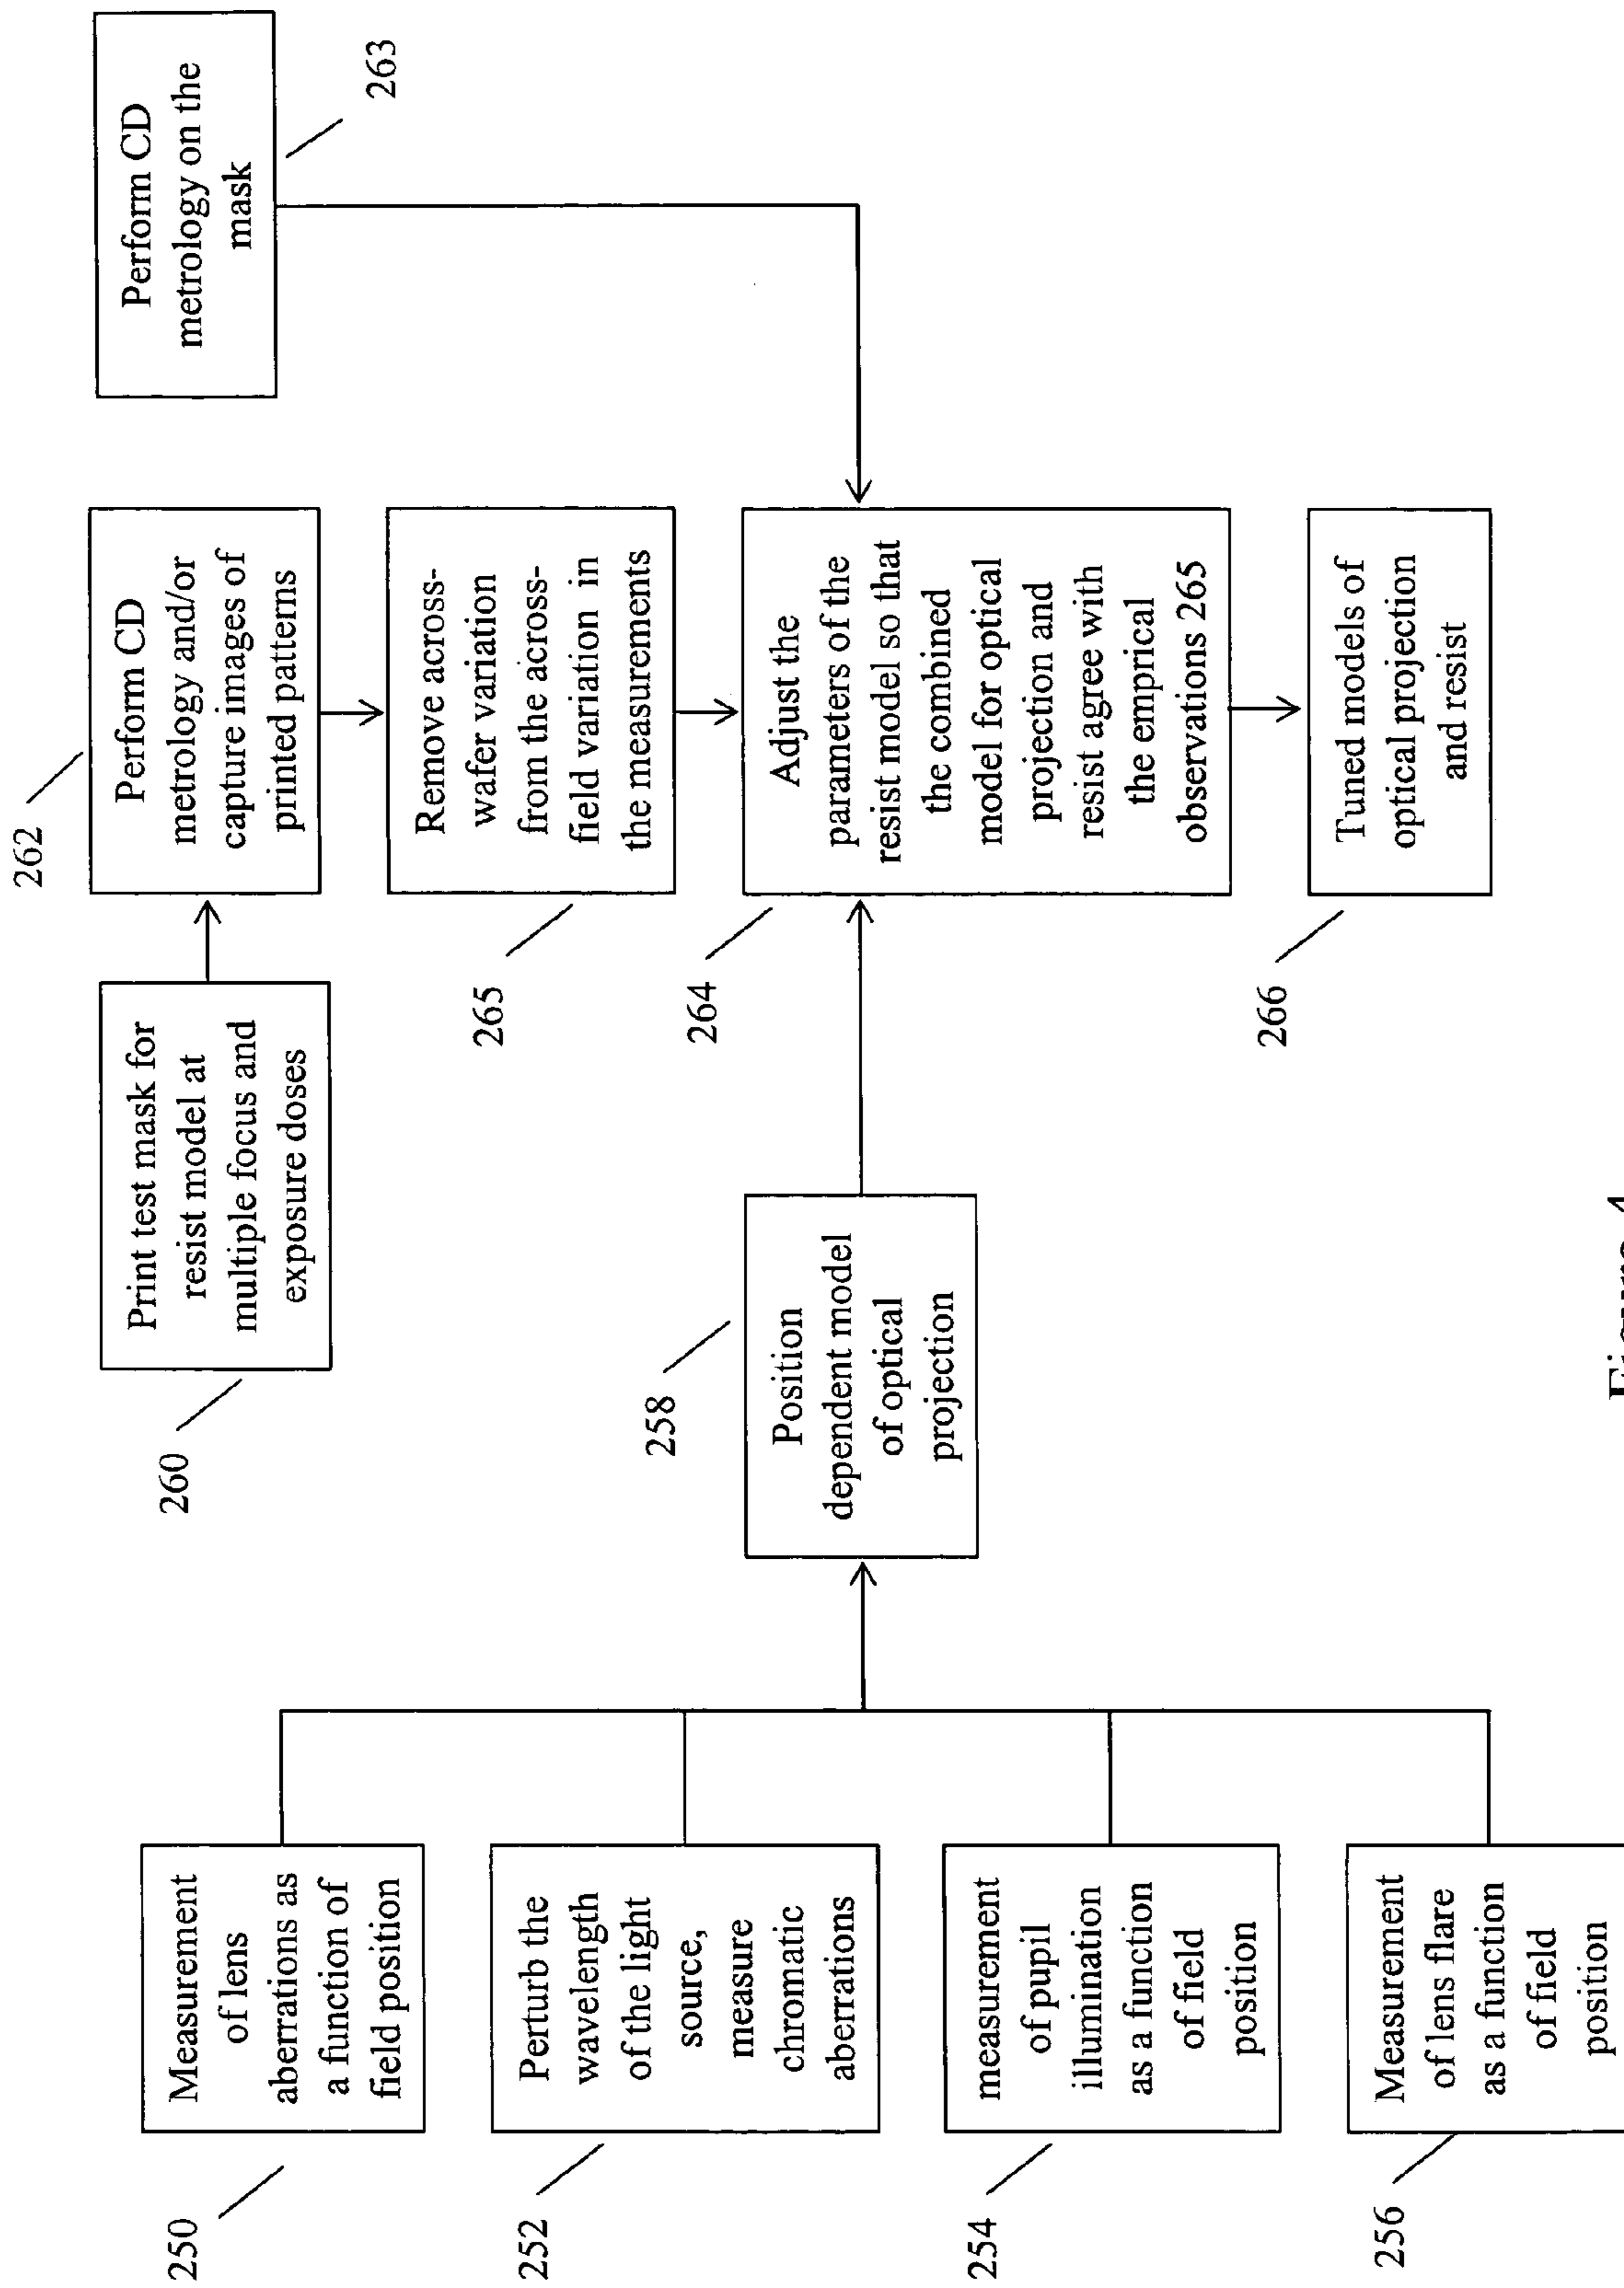 250
Measurement
of lens
aberrations as
a function of
field position
252
Perturb the
wavelength
of the light
source,
measure
chromatic
aberrations
254
measurement
of pupil
illumination
as a function
of field
position
256
Measurement
of lens flare
as a function
of field
position
258
Position
dependent model
of optical
projection
260
Print test mask for
resist model at
multiple focus and
exposure doses
262
Perform CD
metrology and/or
capture images of
printed patterns
265
Remove across-
wafer variation
from the across-
field variation in
the measurements
264
Adjust the
parameters of the
resist model so that
the combined
model for optical
projection and
resist agree with
the emprical
observations 265
266
Tuned models of
optical projection
and resist
Perform CD
metrology on the
mask
263
Figure 4